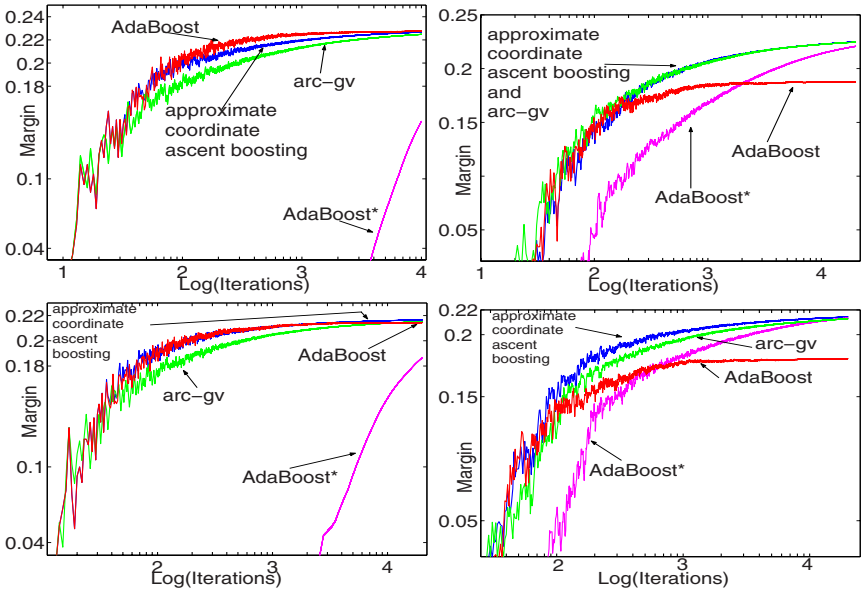 AdaBoost
0.22
0.2
0.18
0.1
0.04
Margin
arc-gv
approximate
coordinate
ascent boosting
AdaBoost*
1 2 3 4
Log(Iterations)
approximate
coordinate
ascent boosting
and
arc-gv
0.25
0.2
0.15
0.05
Margin
AdaBoost
AdaBoost*
1 2 3 4
Log(Iterations)
approximate
coordinate
ascent
boosting
0.22
0.2
0.18
0.1
0.04
Margin
AdaBoost
arc-gv
AdaBoost*
2 3 4
Log(Iterations)
approximate
coordinate
ascent
boosting
0.22
0.2
0.15
0.05
Margin
arc-gv
AdaBoost
AdaBoost*
2 3 4
Log(Iterations)